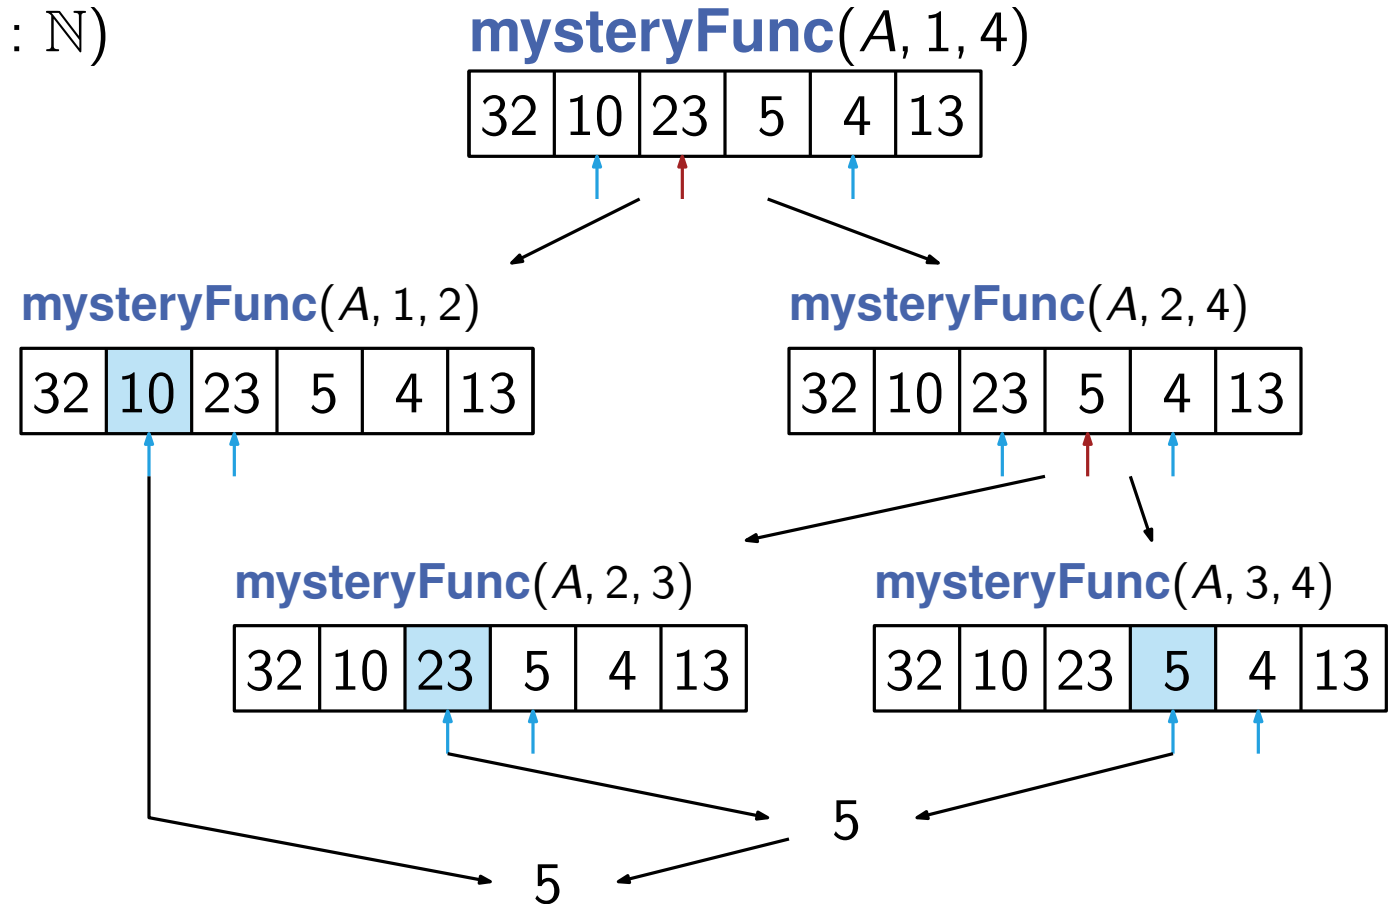 : ℕ)
mysteryFunc(A, 1, 4)
32 10 23 5 4 13
mysteryFunc(A, 1, 2)
32 10 23 5 4 13
mysteryFunc(A, 2, 4)
32 10 23 5 4 13
mysteryFunc(A, 2, 3)
32 10 23 5 4 13
mysteryFunc(A, 3, 4)
32 10 23 5 4 13
5
5